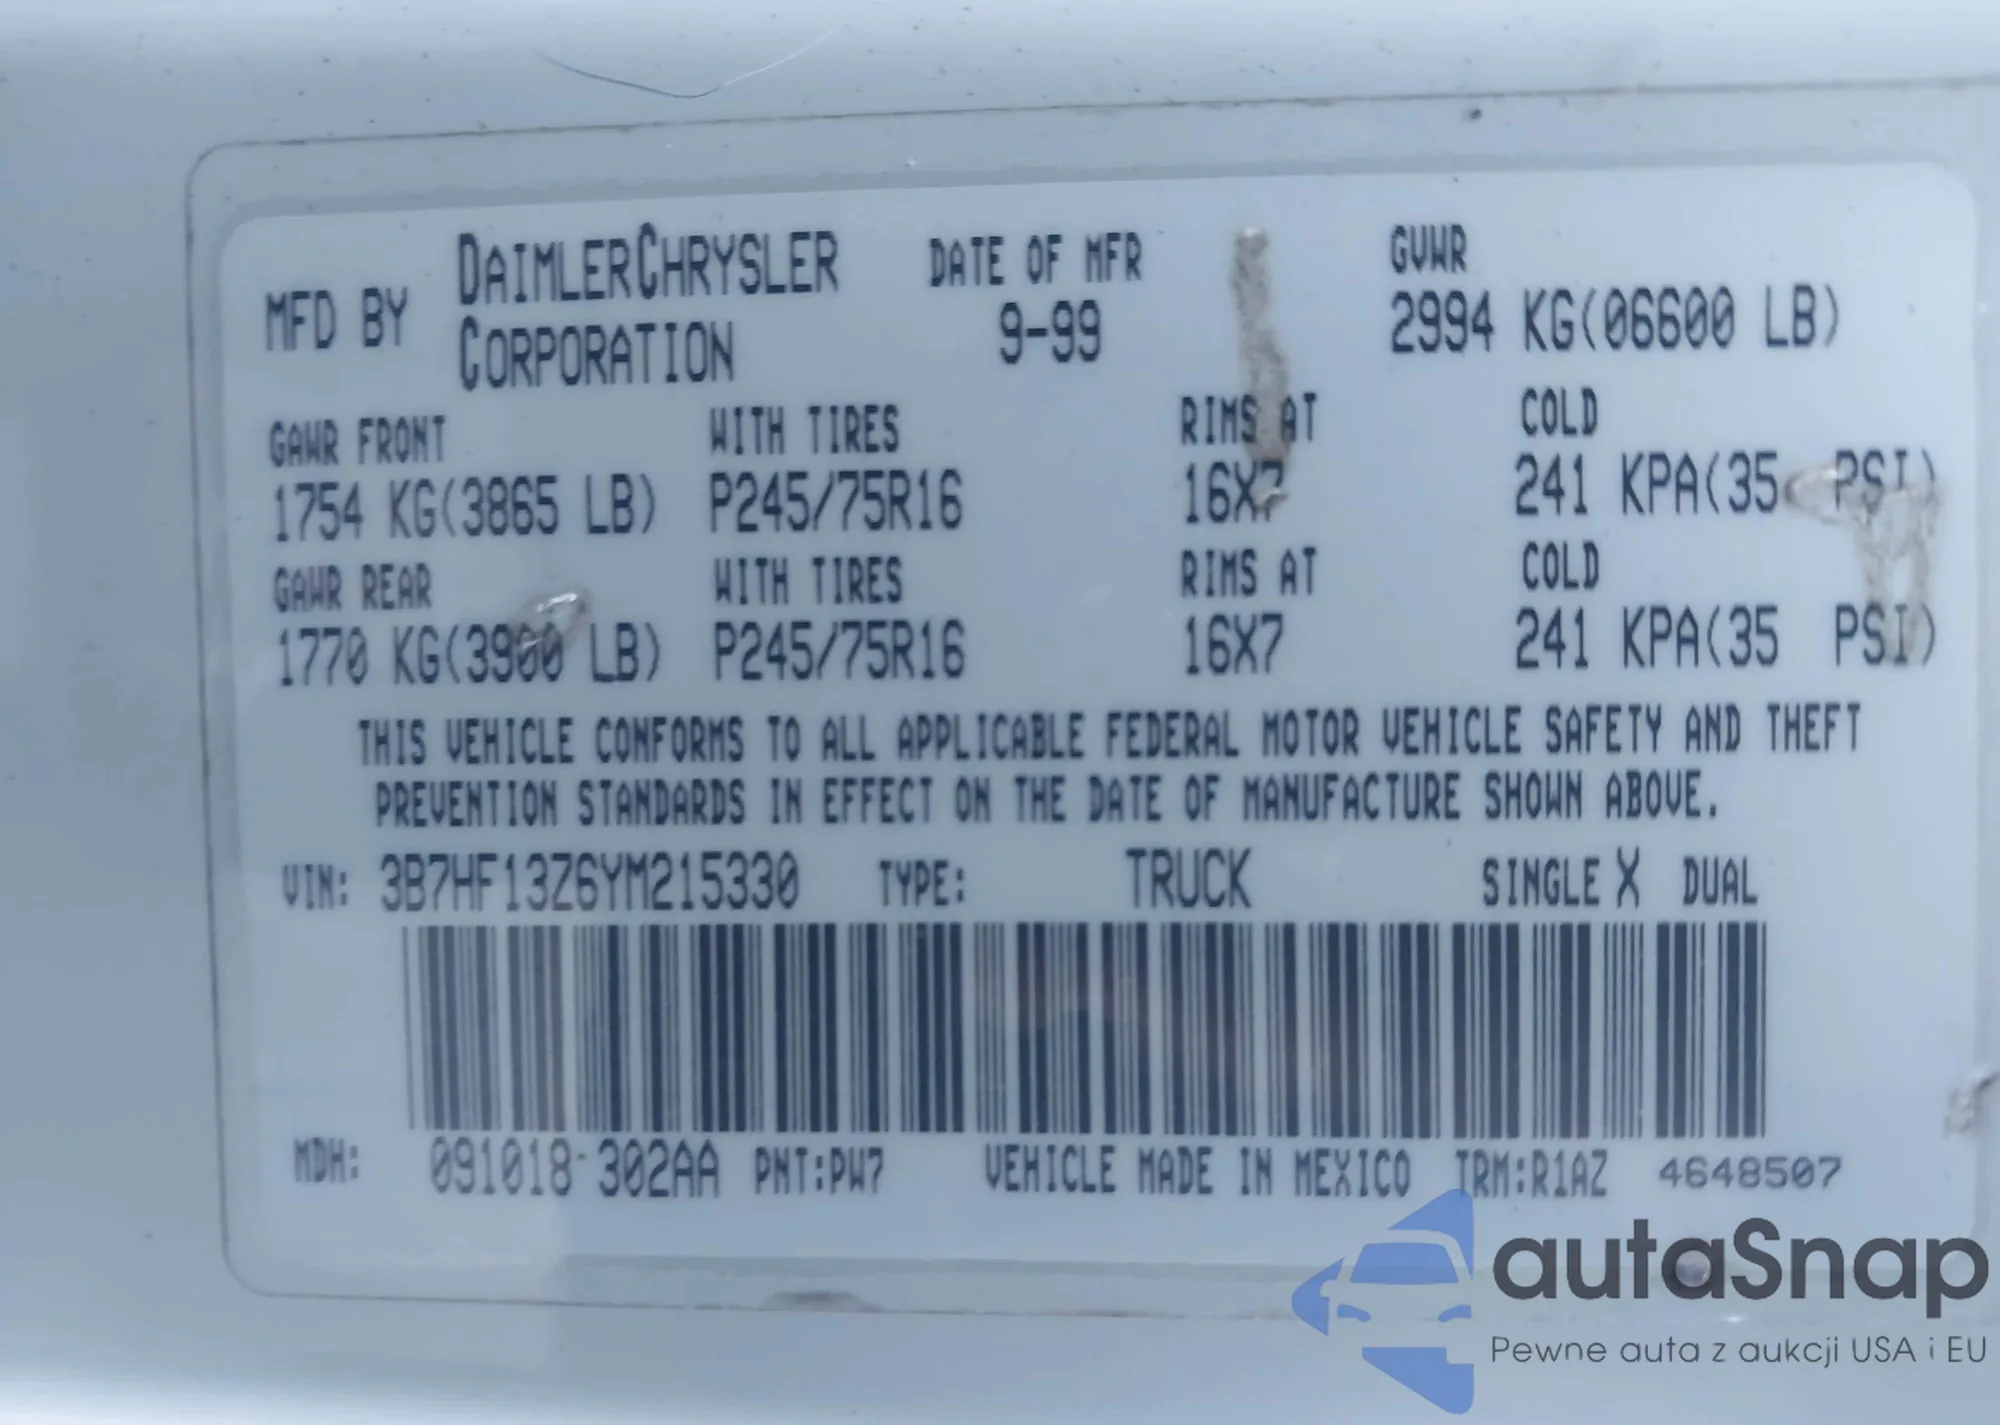 MFD BY DAIMLERCHRYSLER CORPORATION
DATE OF MFR 9-99
GVWR 2994 KG(06600 LB)
GAWR FRONT WITH TIRES RIMS AT COLD
1754 KG(3865 LB) P245/75R16 16X7 241 KPA(35 PSI)
GAWR REAR WITH TIRES RIMS AT COLD
1770 KG(3900 LB) P245/75R16 16X7 241 KPA(35 PSI)
THIS VEHICLE CONFORMS TO ALL APPLICABLE FEDERAL MOTOR VEHICLE SAFETY AND THEFT
PREVENTION STANDARDS IN EFFECT ON THE DATE OF MANUFACTURE SHOWN ABOVE.
VIN: 3B7HF13Z6YM215330 TYPE: TRUCK SINGLE X DUAL
MDH: 091018-302AA PNT:PW7 VEHICLE MADE IN MEXICO TRM:R1AZ 4648507
autaSnap
Pewne auta z aukcji USA i EU